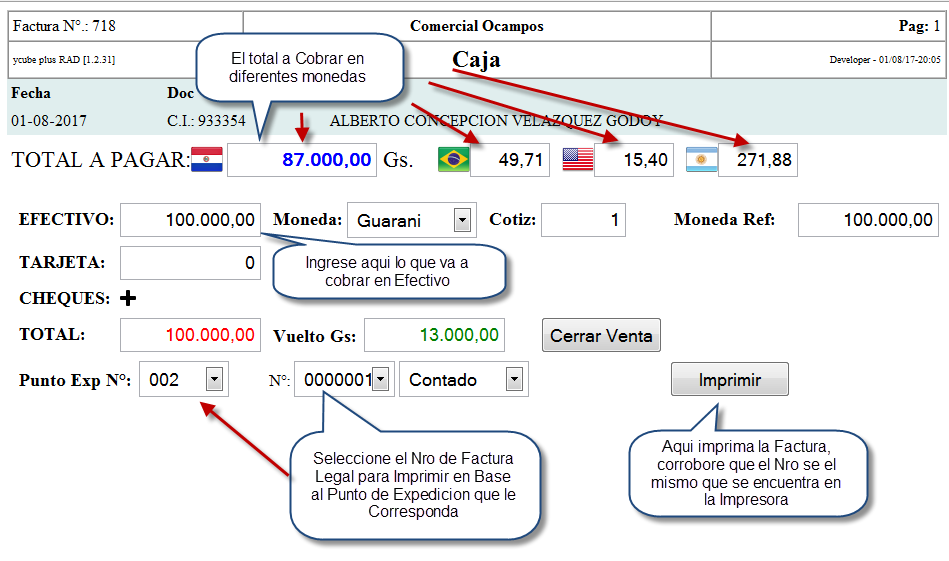 Factura N°.: 718 Comercial Ocampos Pag: 1
ycube plus RAD [1.2.31] Caja Developer - 01/08/17-20:05
El total a Cobrar en
diferentes monedas
Fecha Doc
01-08-2017 C.I.: 933354 ALBERTO CONCEPCION VELAZQUEZ GODOY
TOTAL A PAGAR: 87.000,00 Gs. 49,71 15,40 271,88
EFECTIVO: 100.000,00 Moneda: Guarani Cotiz: 1 Moneda Ref: 100.000,00
TARJETA: 0
Ingrese aqui lo que va a
cobrar en Efectivo
CHEQUES:
TOTAL: 100.000,00 Vuelto Gs: 13.000,00 Cerrar Venta
Punto Exp N°: 002 N°: 0000001 Contado Imprimir
Seleccione el Nro de Factura
Legal para Imprimir en Base
al Punto de Expedicion que le
Corresponda
Aqui imprima la Factura,
corrobore que el Nro se el
mismo que se encuentra en
la Impresora